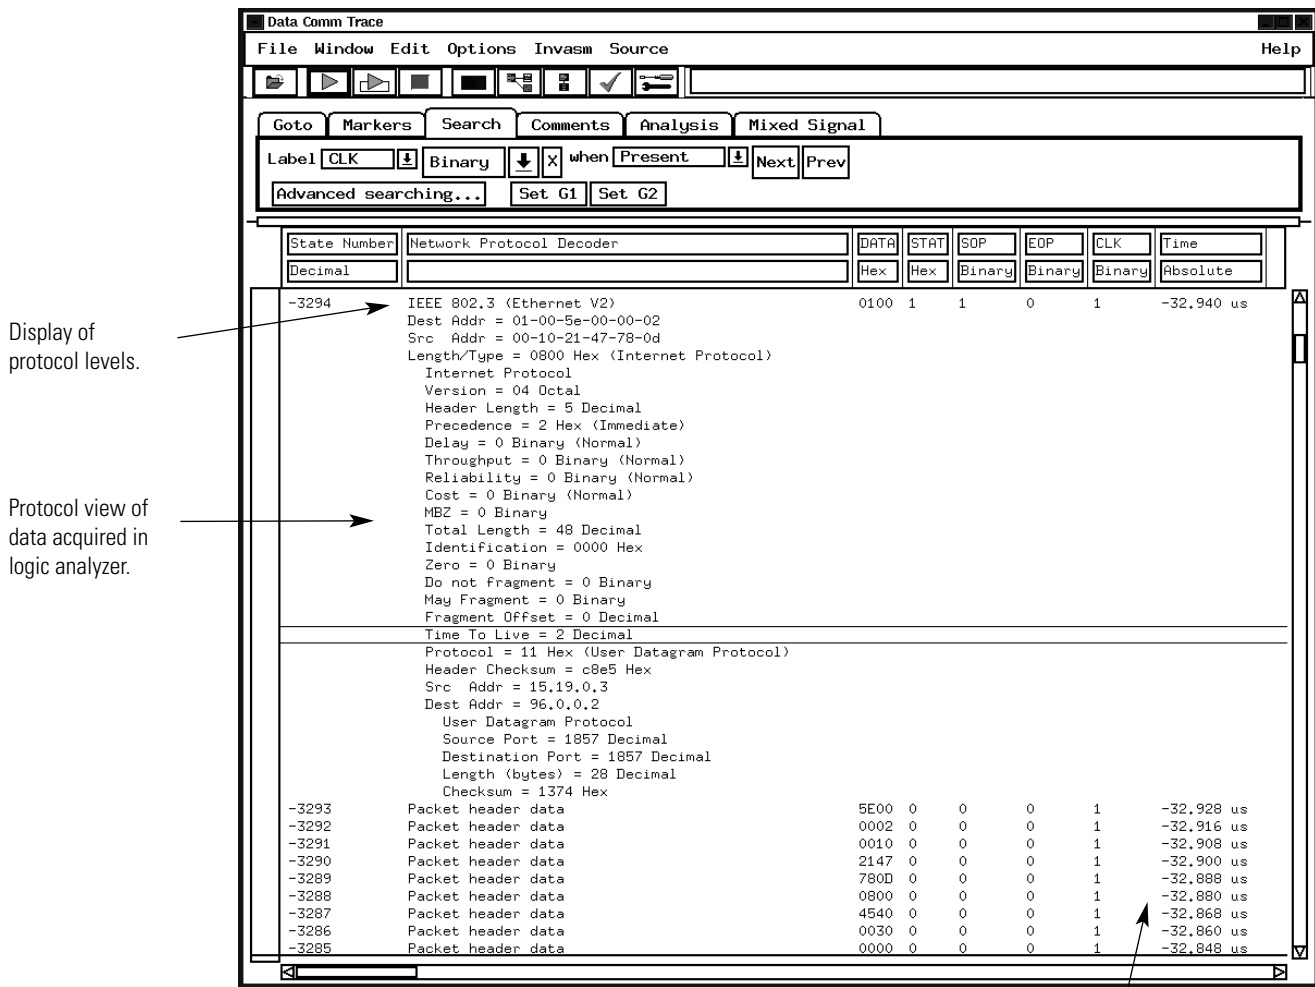 Data Comm Trace
File Window Edit Options Invasm Source Help
Goto Markers Search Comments Analysis Mixed Signal
Label CLK Binary X when Present Next Prev
Advanced searching... Set G1 Set G2
State Number Network Protocol Decoder DATA STAT SOP EOP CLK Time
Decimal Hex Hex Binary Binary Binary Absolute
-3294 IEEE 802.3 (Ethernet V2) 0100 1 1 0 1 -32.940 us
Dest Addr = 01-00-5e-00-00-02
Src Addr = 00-10-21-47-78-0d
Length/Type = 0800 Hex (Internet Protocol)
Internet Protocol
Version = 04 Octal
Header Length = 5 Decimal
Precedence = 2 Hex (Immediate)
Delay = 0 Binary (Normal)
Throughput = 0 Binary (Normal)
Reliability = 0 Binary (Normal)
Cost = 0 Binary (Normal)
MBZ = 0 Binary
Total Length = 48 Decimal
Identification = 0000 Hex
Zero = 0 Binary
Do not fragment = 0 Binary
May Fragment = 0 Binary
Fragment Offset = 0 Decimal
Time To Live = 2 Decimal
Protocol = 11 Hex (User Datagram Protocol)
Header Checksum = c8e5 Hex
Src Addr = 15.19.0.3
Dest Addr = 96.0.0.2
User Datagram Protocol
Source Port = 1857 Decimal
Destination Port = 1857 Decimal
Length (bytes) = 28 Decimal
Checksum = 1374 Hex
-3293 Packet header data 5E00 0 0 0 1 -32.928 us
-3292 Packet header data 0002 0 0 0 1 -32.916 us
-3291 Packet header data 0010 0 0 0 1 -32.908 us
-3290 Packet header data 2147 0 0 0 1 -32.900 us
-3289 Packet header data 780D 0 0 0 1 -32.888 us
-3288 Packet header data 0800 0 0 0 1 -32.880 us
-3287 Packet header data 4540 0 0 0 1 -32.868 us
-3286 Packet header data 0030 0 0 0 1 -32.860 us
-3285 Packet header data 0000 0 0 0 1 -32.848 us
Display of
protocol levels.
Protocol view of
data acquired in
logic analyzer.